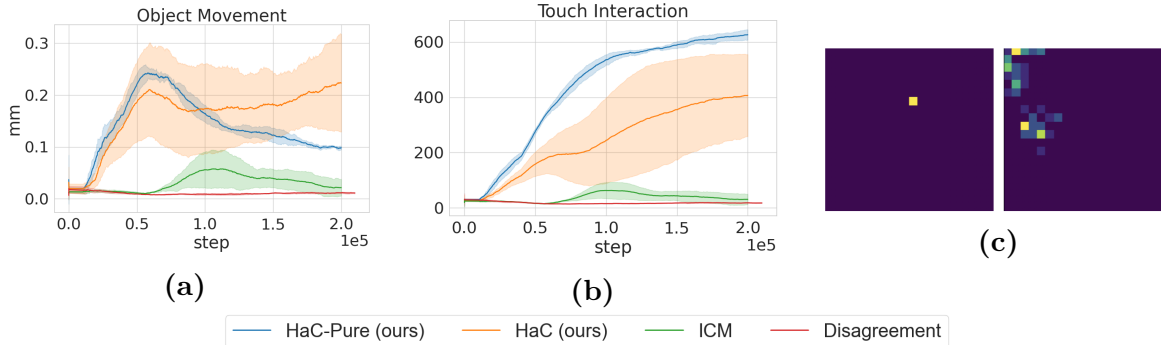 Object Movement
0.3
0.2
0.1
0.0
mm
0.0 0.5 1.0 1.5 2.0
1e5
step
(a)
Touch Interaction
600
400
200
0
0.0 0.5 1.0 1.5 2.0
1e5
step
(b)
(c)
HaC-Pure (ours) HaC (ours) ICM Disagreement